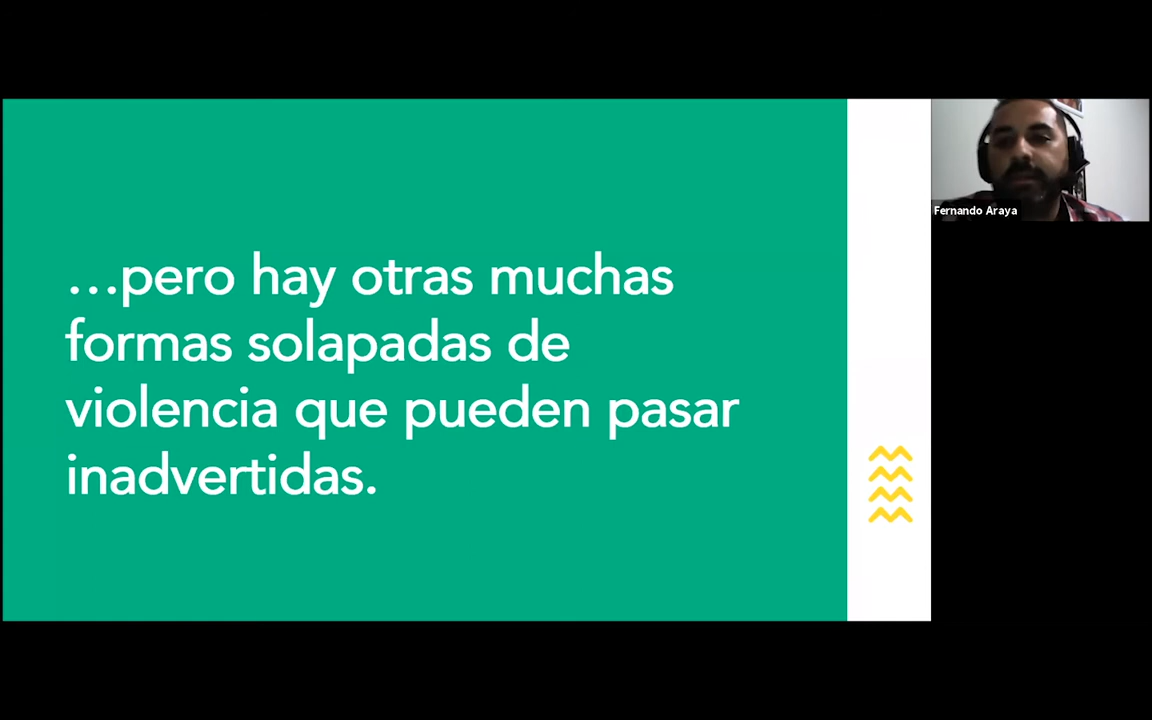 …pero hay otras muchas
formas solapadas de
violencia que pueden pasar
inadvertidas.
Fernando Araya